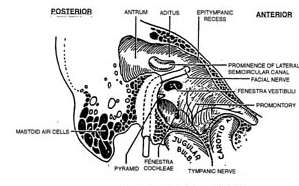 POSTERIOR
ANTRUM
ADITUS
EPITYMPANIC
RECESS
ANTERIOR
PROMINENCE OF LATERAL
SEMICIRCULAR CANAL
FACIAL NERVE
FENESTRA VESTIBULI
PROMONTORY
MASTOID AIR CELLS
PYRAMID
FENESTRA
COCHLEAE
JUGULAR
BULB
CAROTID
TYMPANIC NERVE